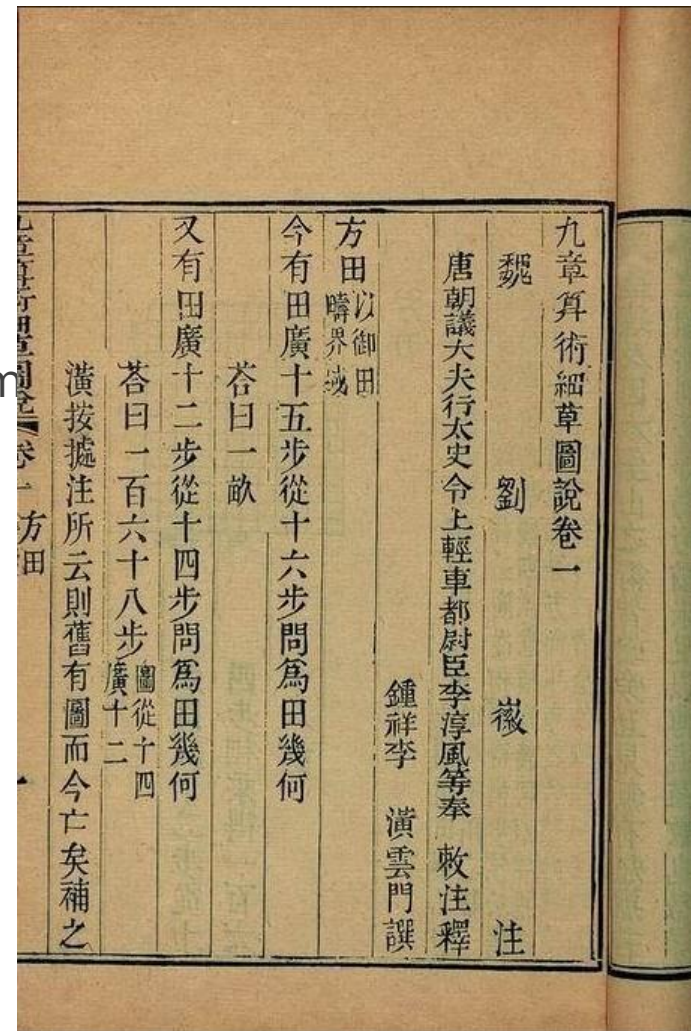 九章算術細草圖說卷一
魏 劉 徽 注
唐朝議大夫行太史令上輕車都尉臣李淳風等奉 敕注釋
鍾祥李 潢雲門譔
方田以御田疇界域
今有田廣十五步從十六步問爲田幾何
荅曰一畝
又有田廣十二步從十四步問爲田幾何
荅曰一百六十八步圖從十四廣十二
潢按據注所云則舊有圖而今亡矣補之
九章算術細草圖說 卷一 方田 一
m